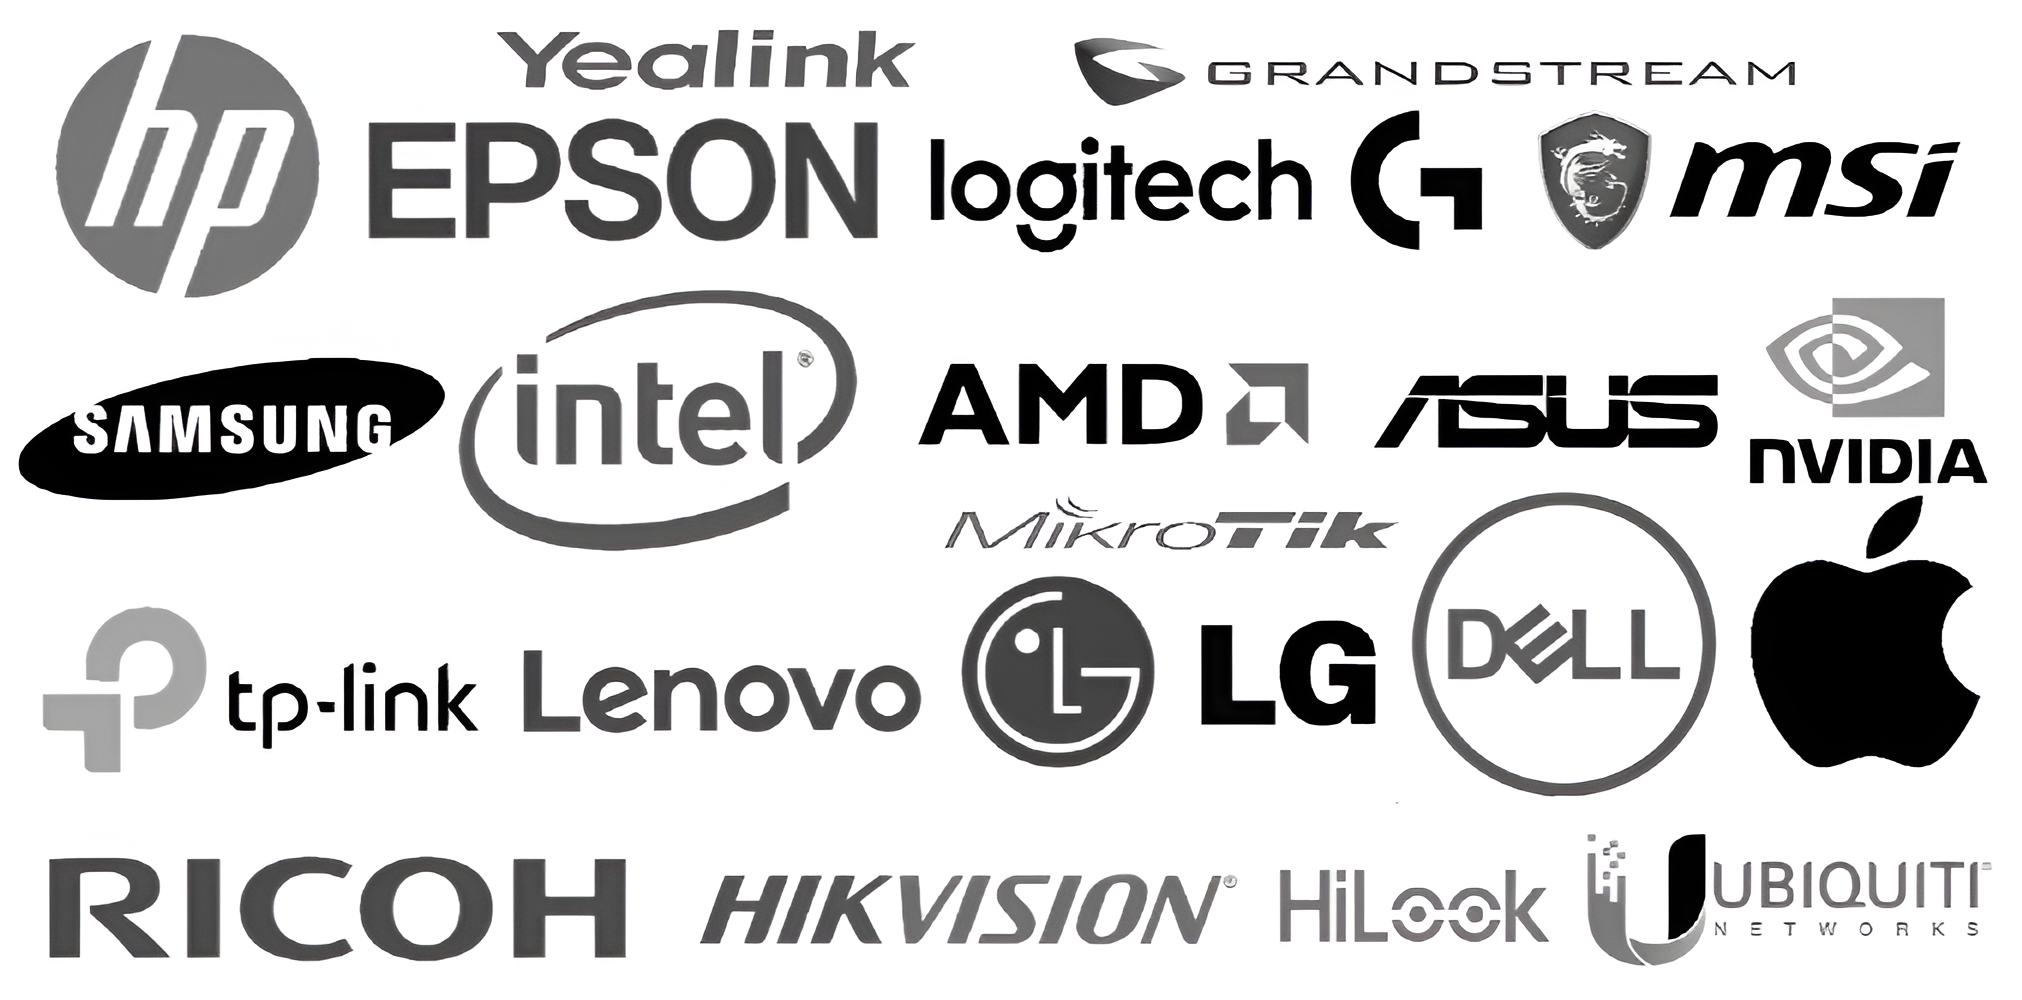 hp
Yealink
GRANDSTREAM
EPSON
logitech G
msi
SAMSUNG
intel®
AMD
ASUS
NVIDIA
MikroTik
tp-link
Lenovo
LG
DELL
RICOH
HIKVISION®
HiLook
UBIQUITI
NETWORKS